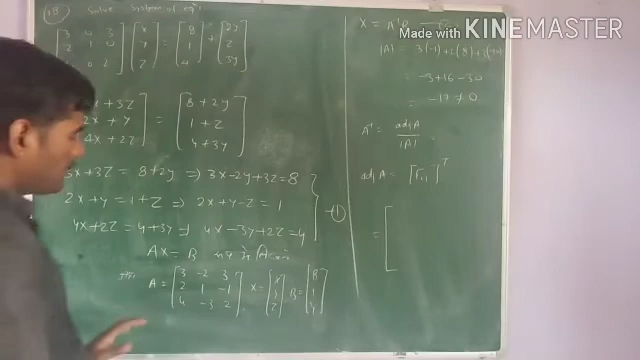 Made with KINEMASTER
18 Solve System of eqⁿs
[3 0 3; 2 1 0; 4 0 2] [x; y; z] = [8; 1; 4] + [2y; z; 3y]
[x + 3z; 2x + y; 4x + 2z] = [8 + 2y; 1 + z; 4 + 3y]
3x + 3z = 8 + 2y ⇒ 3x - 2y + 3z = 8
2x + y = 1 + z ⇒ 2x + y - z = 1
4x + 2z = 4 + 3y ⇒ 4x - 3y + 2z = 4
— ①
AX = B
A = [3 -2 3; 2 1 -1; 4 -3 2] X = [x; y; z] B = [8; 1; 4]
X = A⁻¹B
|A| = 3(-1) + 2(8) + 3(-10)
= -3 + 16 - 30
= -17 ≠ 0
A⁻¹ = adj A / |A|
adj A = [ ]ᵀ
= [